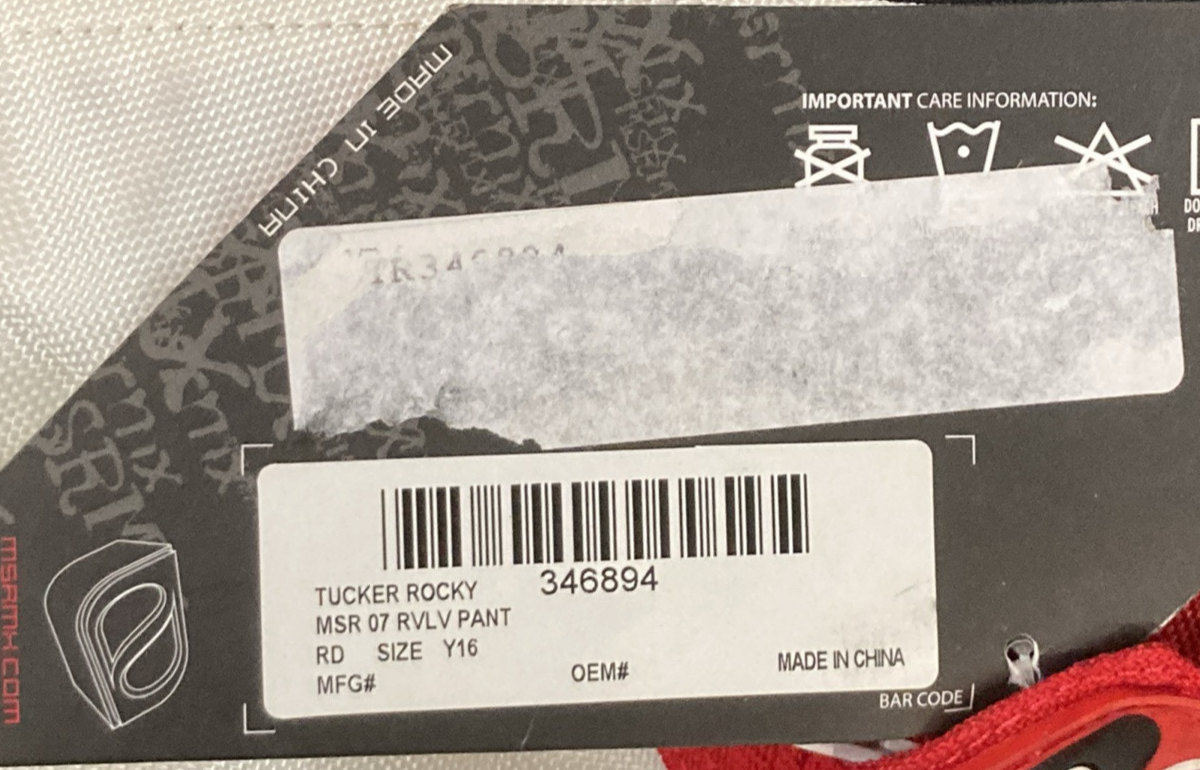 MADE IN CHINA
IMPORTANT CARE INFORMATION:
346894
TUCKER ROCKY
MSR 07 RVLV PANT
RD SIZE Y16
MFG# OEM# MADE IN CHINA
BAR CODE
MSRMX.COM